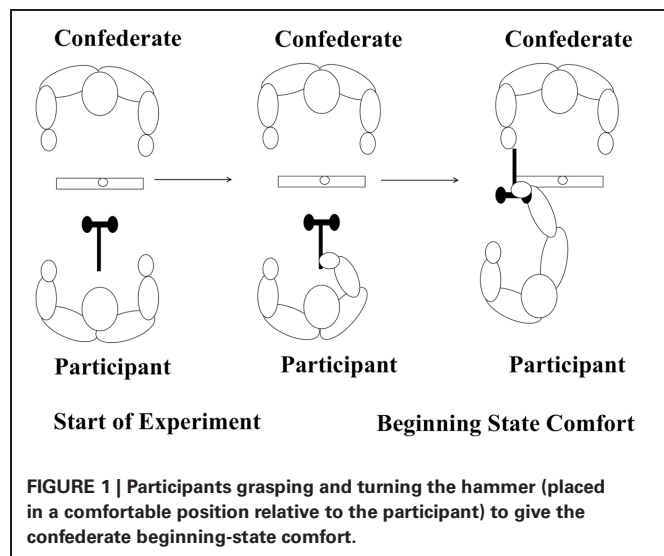 Confederate
Confederate
Confederate
Participant
Participant
Participant
Start of Experiment
Beginning State Comfort
FIGURE 1 | Participants grasping and turning the hammer (placed
in a comfortable position relative to the participant) to give the
confederate beginning-state comfort.